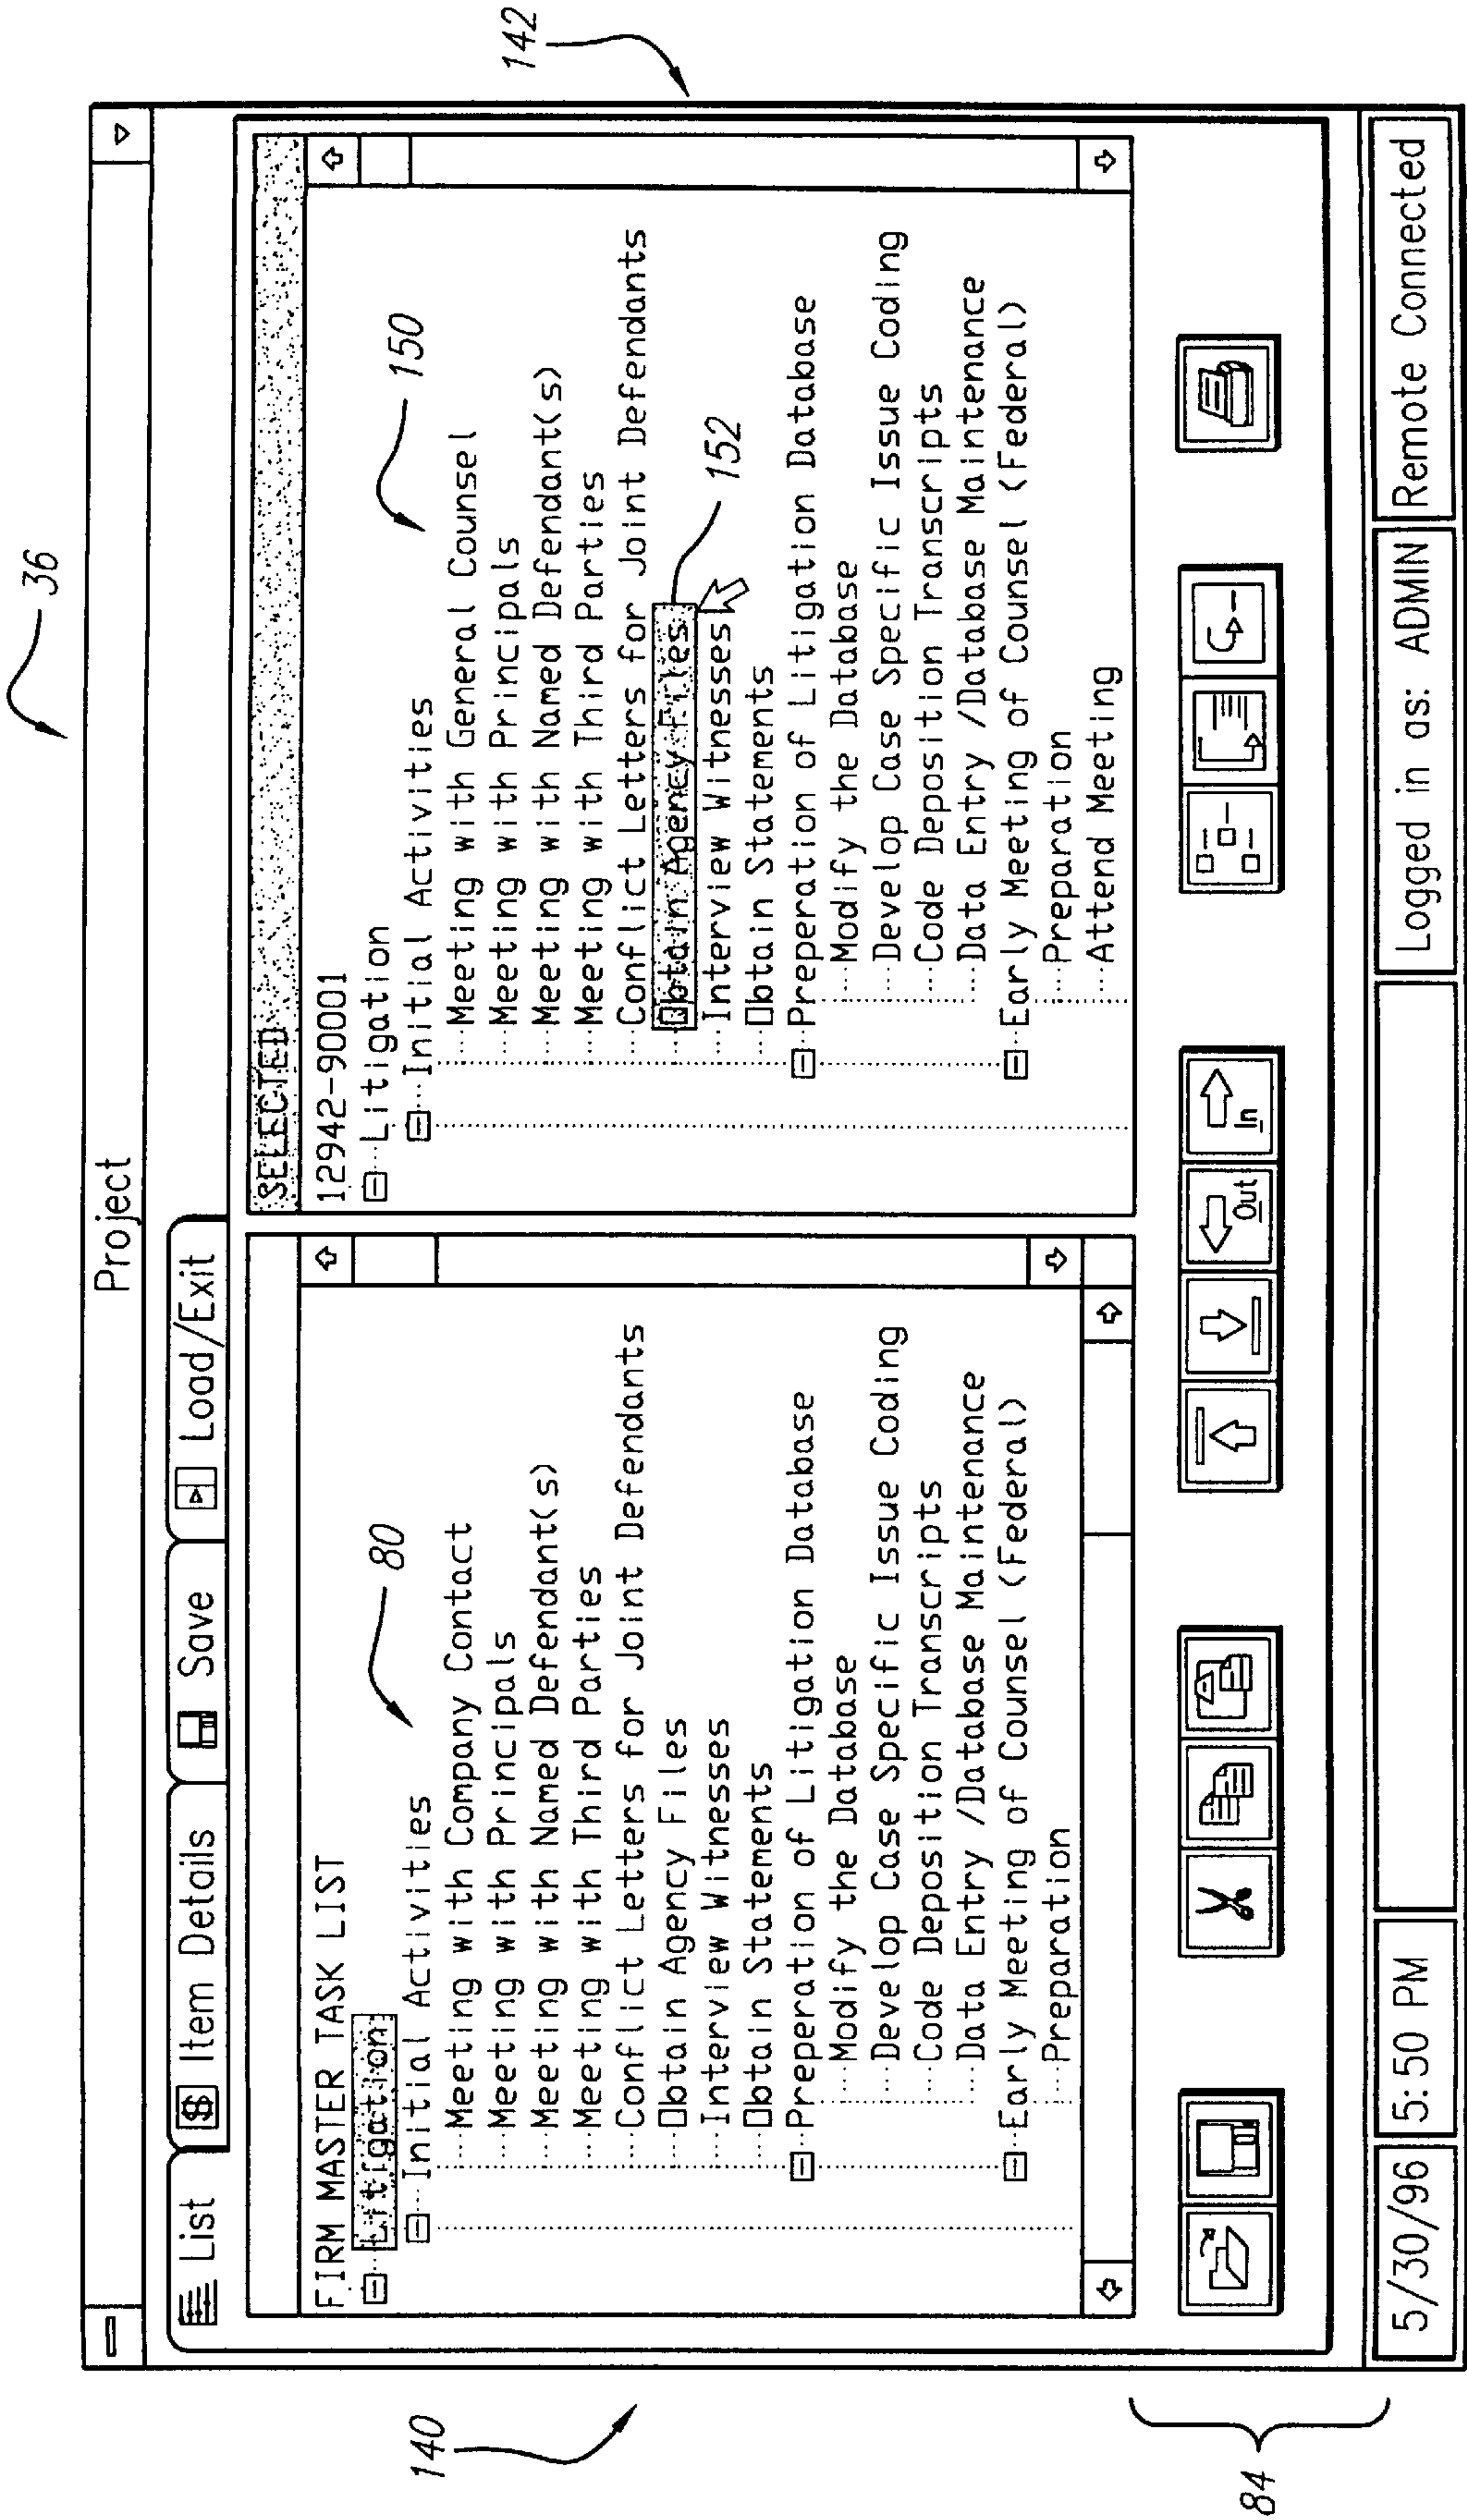 36
Project
List
Item Details
Save
Load/Exit
FIRM MASTER TASK LIST
Litigation
Initial Activities
Meeting with Company Contact
Meeting with Principals
Meeting with Named Defendant(s)
Meeting with Third Parties
Conflict Letters for Joint Defendants
Obtain Agency Files
Interview Witnesses
Obtain Statements
Preperation of Litigation Database
Modify the Database
Develop Case Specific Issue Coding
Code Deposition Transcripts
Data Entry /Database Maintenance
Early Meeting of Counsel (Federal)
Preparation
80
140
SELECTED
12942-90001
Litigation
Initial Activities
Meeting with General Counsel
Meeting with Principals
Meeting with Named Defendant(s)
Meeting with Third Parties
Conflict Letters for Joint Defendants
Obtain Agency Files
Interview Witnesses
Obtain Statements
Preperation of Litigation Database
Modify the Database
Develop Case Specific Issue Coding
Code Deposition Transcripts
Data Entry /Database Maintenance
Early Meeting of Counsel (Federal)
Preparation
Attend Meeting
150
152
142
Out
In
84
5/30/96
5:50 PM
Logged in as: ADMIN
Remote Connected